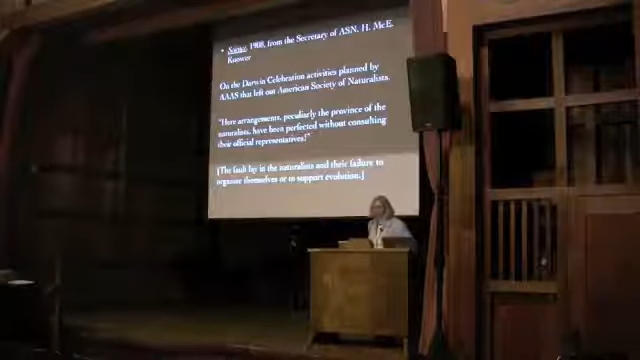 • Science, 1908, from the Secretary of ASN. H. McE.
Knower
On the Darwin Celebration activities planned by
AAAS that left out American Society of Naturalists.
"Here arrangements, peculiarly the province of the
naturalists, have been perfected without consulting
their official representatives!"
[The fault lay in the naturalists and their failure to
organize themselves or to support evolution.]